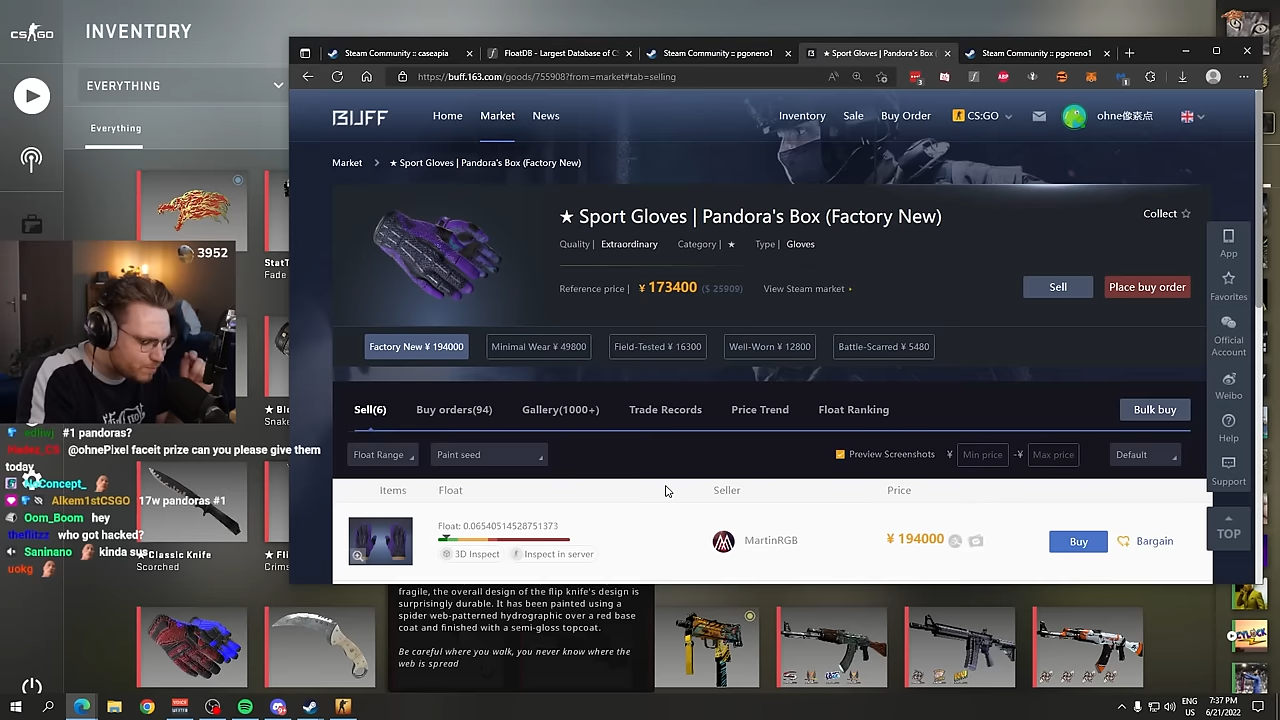 CS:GO
INVENTORY
EVERYTHING
Everything
Steam Community :: caseapia
FloatDB - Largest Database of C
Steam Community :: pgoneno1
★ Sport Gloves | Pandora's Box (
Steam Community :: pgoneno1
https://buff.163.com/goods/755908?from=market#tab=selling
BUFF
Home
Market
News
Inventory
Sale
Buy Order
CS:GO
Market
★ Sport Gloves | Pandora's Box (Factory New)
★ Sport Gloves | Pandora's Box (Factory New)
Collect
Quality |
Extraordinary
Category |
★
Type |
Gloves
Reference price |
¥ 173400
($ 25909)
View Steam market
Sell
Place buy order
Factory New ¥ 194000
Minimal Wear ¥ 49800
Field-Tested ¥ 16300
Well-Worn ¥ 12800
Battle-Scarred ¥ 5480
Sell(6)
Buy orders(94)
Gallery(1000+)
Trade Records
Price Trend
Float Ranking
Bulk buy
Float Range
Paint seed
Preview Screenshots
¥
Min price
-¥
Max price
Default
Items
Float
Seller
Price
Float: 0.06540514528751373
3D Inspect
Inspect in server
MartinRGB
¥ 194000
Buy
Bargain
App
Favorites
Official
Account
Weibo
Help
Support
TOP
3952
StatT
Fade
★ Bl
Snake
#1 pandoras?
@ohnePixel faceit prize can you please give them
today
Alkem1stCSGO
17w pandoras #1
Oom_Boom
hey
theflitzz
who got hacked?
Saninano
kinda sus
uokg
★ Classic Knife
Scorched
★ Fli
Crims
fragile, the overall design of the flip knife's design is
surprisingly durable. It has been painted using a
spider web-patterned hydrographic over a red base
coat and finished with a semi-gloss topcoat.
Be careful where you walk, you never know where the
web is spread
ENG
US
7:37 PM
6/21/2022